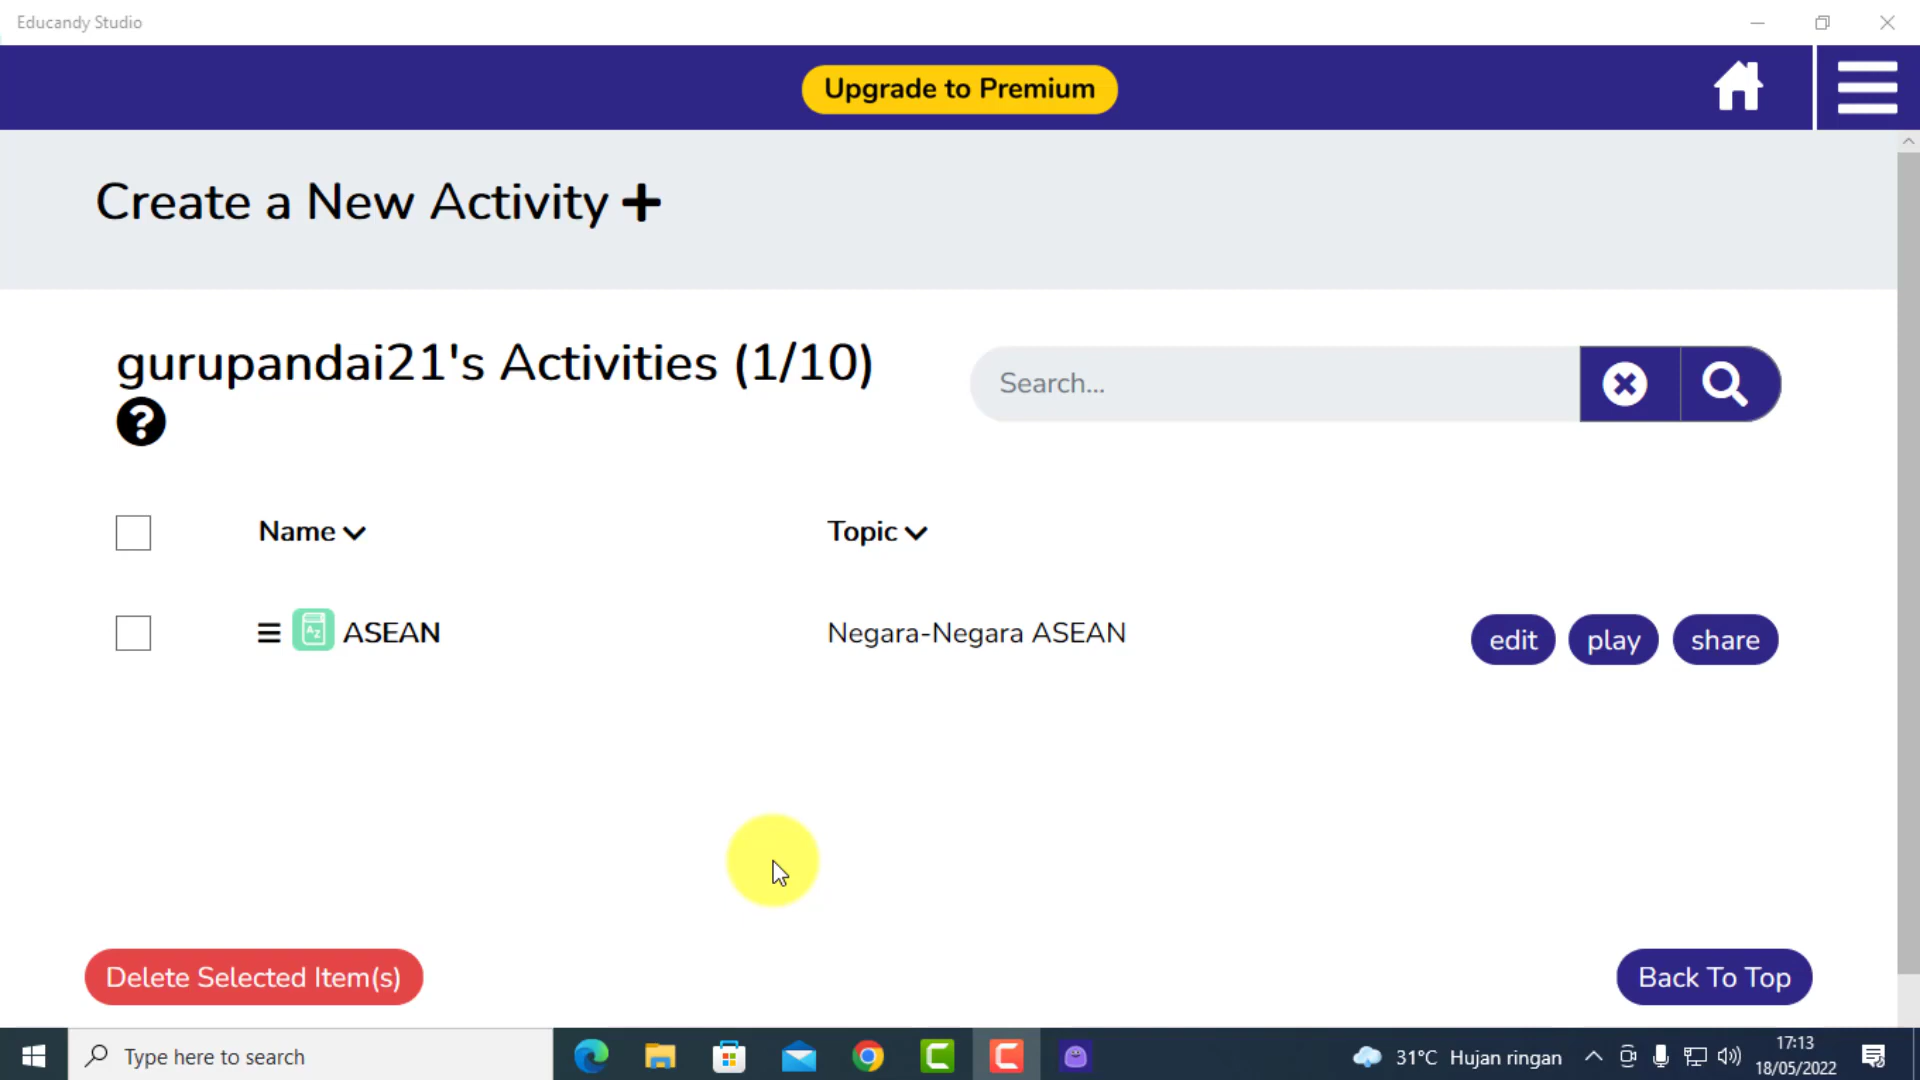 Educandy Studio
Upgrade to Premium
Create a New Activity +
gurupandai21's Activities (1/10)
?
Search...
Name
Topic
AZ ASEAN
Negara-Negara ASEAN
edit
play
share
Delete Selected Item(s)
Back To Top
Type here to search
31°C Hujan ringan
17:13
18/05/2022